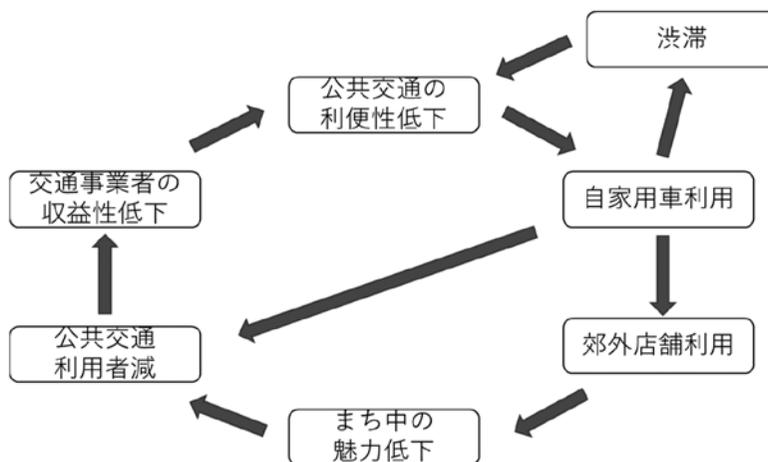 渋滞
公共交通の
利便性低下
交通事業者の
収益性低下
自家用車利用
公共交通
利用者減
郊外店舗利用
まち中の
魅力低下